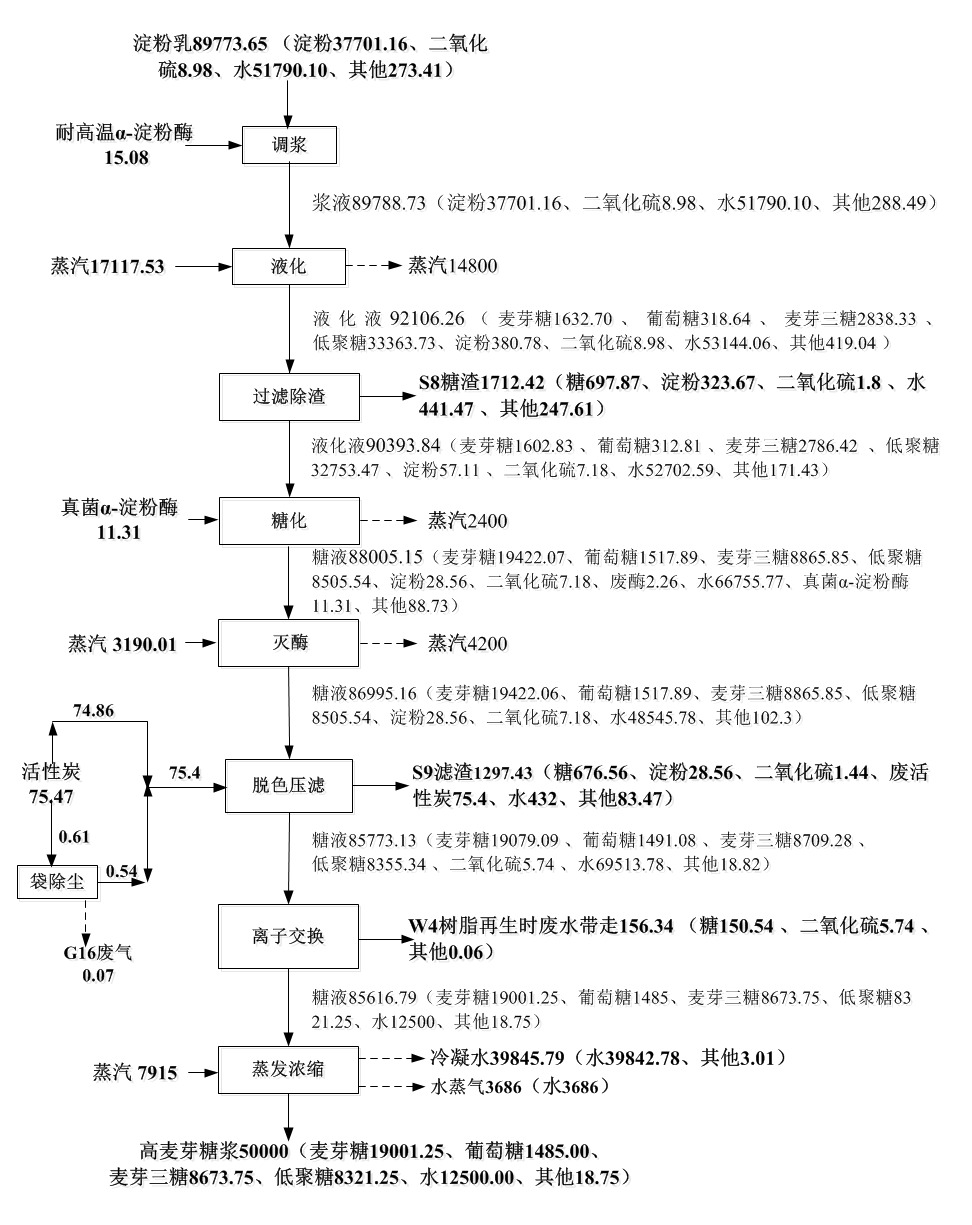 淀粉乳89773.65（淀粉37701.16、二氧化
硫8.98、水51790.10、其他273.41）
耐高温α-淀粉酶
15.08
调浆
浆液89788.73（淀粉37701.16、二氧化硫8.98、水51790.10、其他288.49）
蒸汽17117.53
液化
蒸汽14800
液化液92106.26（麦芽糖1632.70、葡萄糖318.64、麦芽三糖2838.33、
低聚糖33363.73、淀粉380.78、二氧化硫8.98、水53144.06、其他419.04）
过滤除渣
S8糖渣1712.42（糖697.87、淀粉323.67、二氧化硫1.8、水
441.47、其他247.61）
液化液90393.84（麦芽糖1602.83、葡萄糖312.81、麦芽三糖2786.42、低聚糖
32753.47、淀粉57.11、二氧化硫7.18、水52702.59、其他171.43）
真菌α-淀粉酶
11.31
糖化
蒸汽2400
糖液88005.15（麦芽糖19422.07、葡萄糖1517.89、麦芽三糖8865.85、低聚糖
8505.54、淀粉28.56、二氧化硫7.18、废酶2.26、水66755.77、真菌α-淀粉酶
11.31、其他88.73）
蒸汽 3190.01
灭酶
蒸汽4200
糖液86995.16（麦芽糖19422.06、葡萄糖1517.89、麦芽三糖8865.85、低聚糖
8505.54、淀粉28.56、二氧化硫7.18、水48545.78、其他102.3）
74.86
活性炭
75.47
75.4
脱色压滤
S9滤渣1297.43（糖676.56、淀粉28.56、二氧化硫1.44、废活
性炭75.4、水432、其他83.47）
0.61
糖液85773.13（麦芽糖19079.09、葡萄糖1491.08、麦芽三糖8709.28、
低聚糖8355.34、二氧化硫5.74、水69513.78、其他18.82）
袋除尘
0.54
G16废气
0.07
离子交换
W4树脂再生时废水带走156.34（糖150.54、二氧化硫5.74、
其他0.06）
糖液85616.79（麦芽糖19001.25、葡萄糖1485、麦芽三糖8673.75、低聚糖83
21.25、水12500、其他18.75）
蒸汽 7915
蒸发浓缩
冷凝水39845.79（水39842.78、其他3.01）
水蒸气3686（水3686）
高麦芽糖浆50000（麦芽糖19001.25、葡萄糖1485.00、
麦芽三糖8673.75、低聚糖8321.25、水12500.00、其他18.75）